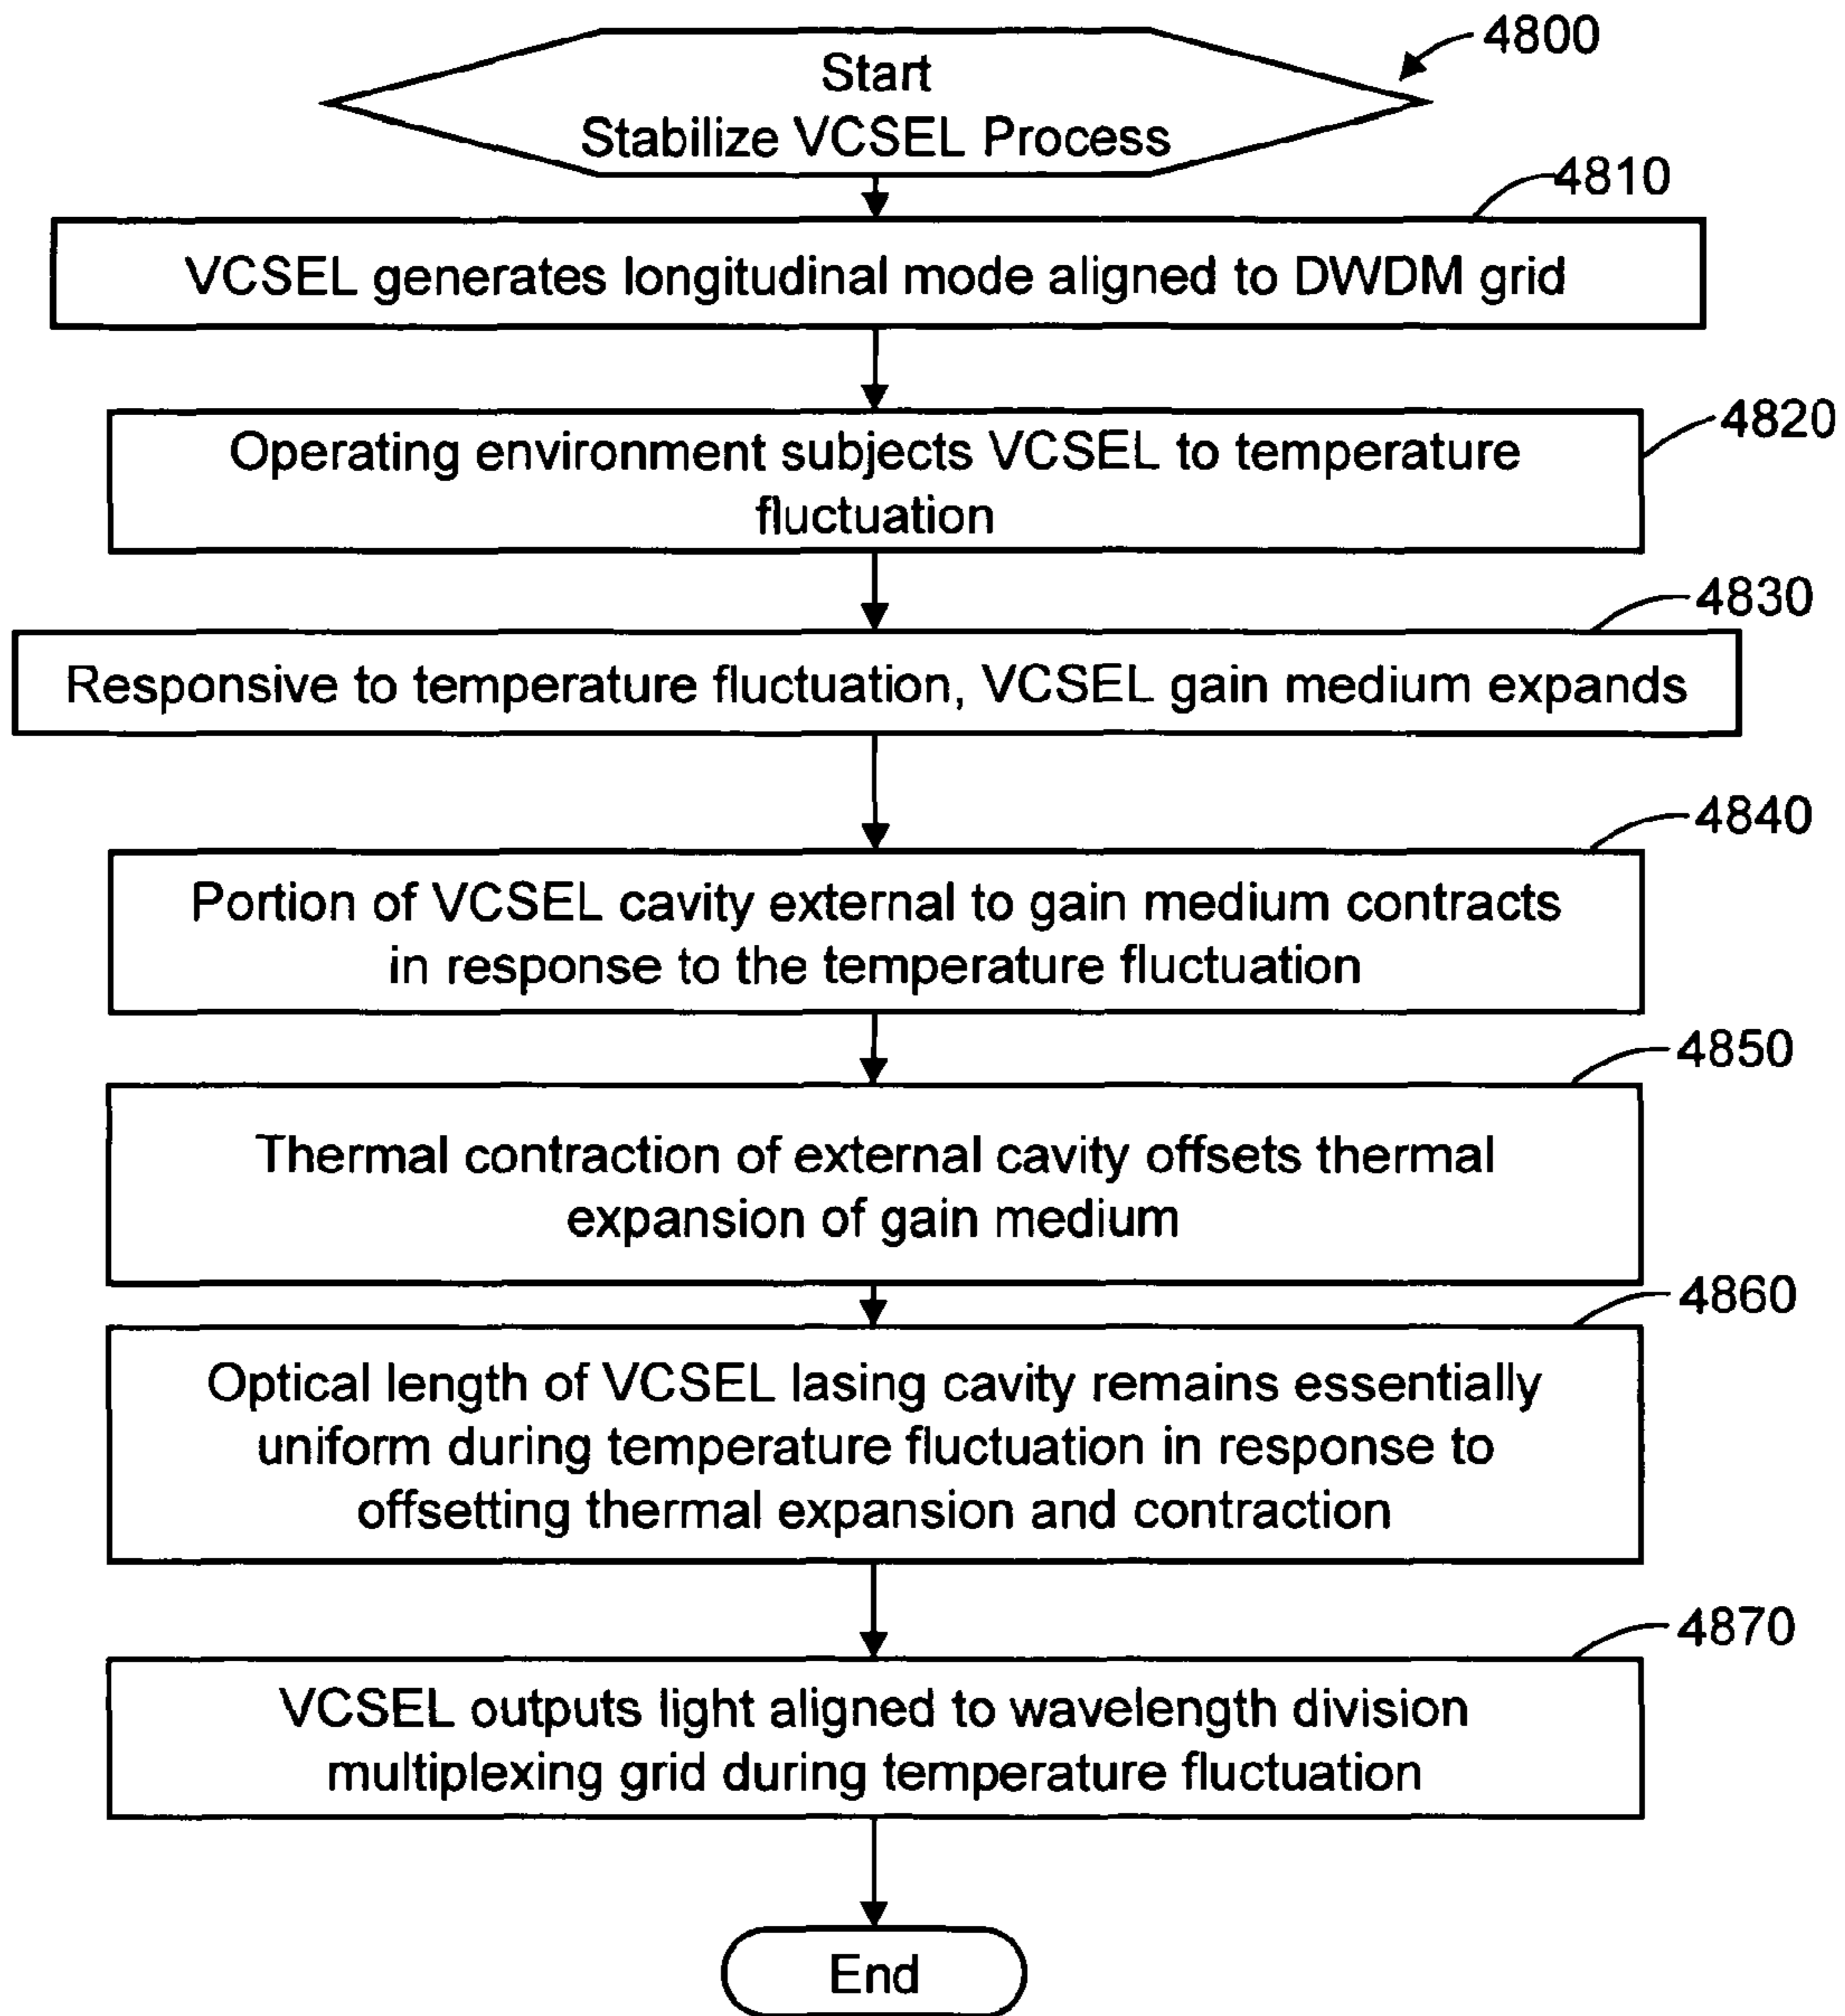 Start
Stabilize VCSEL Process
4800
4810
VCSEL generates longitudinal mode aligned to DWDM grid
4820
Operating environment subjects VCSEL to temperature
fluctuation
4830
Responsive to temperature fluctuation, VCSEL gain medium expands
4840
Portion of VCSEL cavity external to gain medium contracts
in response to the temperature fluctuation
4850
Thermal contraction of external cavity offsets thermal
expansion of gain medium
4860
Optical length of VCSEL lasing cavity remains essentially
uniform during temperature fluctuation in response to
offsetting thermal expansion and contraction
4870
VCSEL outputs light aligned to wavelength division
multiplexing grid during temperature fluctuation
End